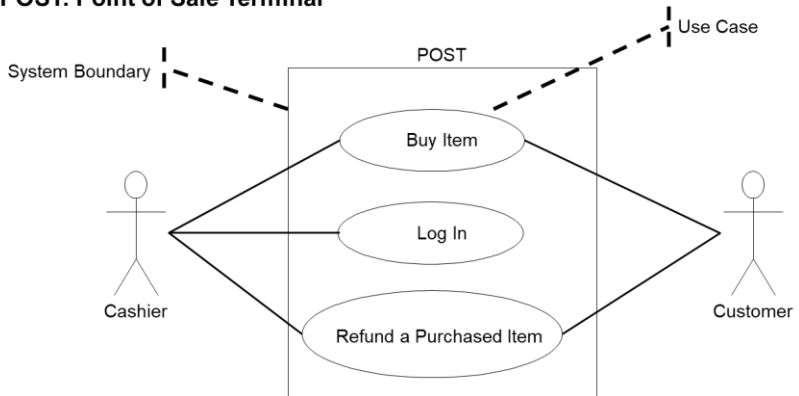 POST: Point of Sale Terminal
Use Case
POST
System Boundary
Buy Item
Log In
Cashier
Customer
Refund a Purchased Item